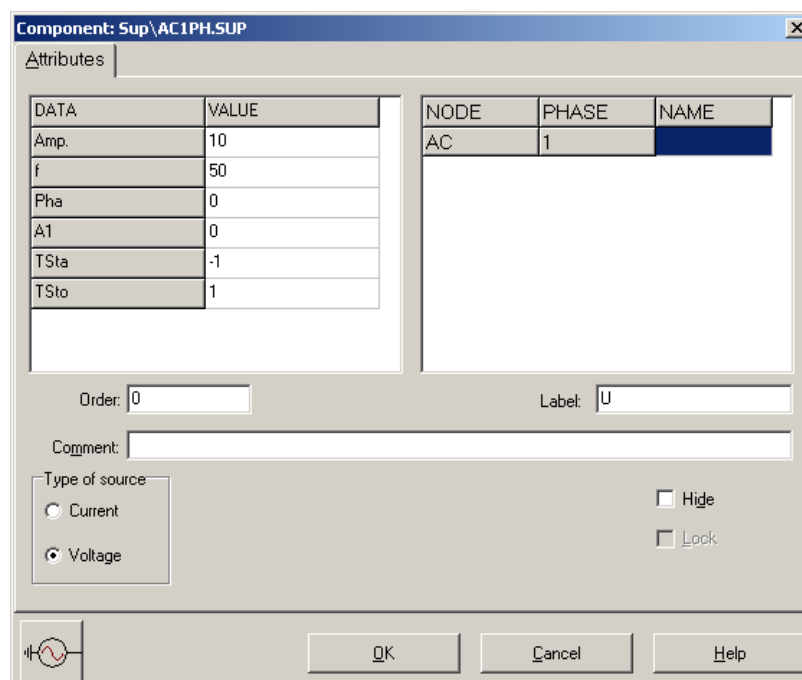 Component: Sup\AC1PH.SUP
Attributes
DATA VALUE
Amp. 10
f 50
Pha 0
A1 0
TSta -1
TSto 1
NODE PHASE NAME
AC 1
Order: 0
Label: U
Comment:
Type of source
Current
Voltage
Hide
Lock
OK Cancel Help